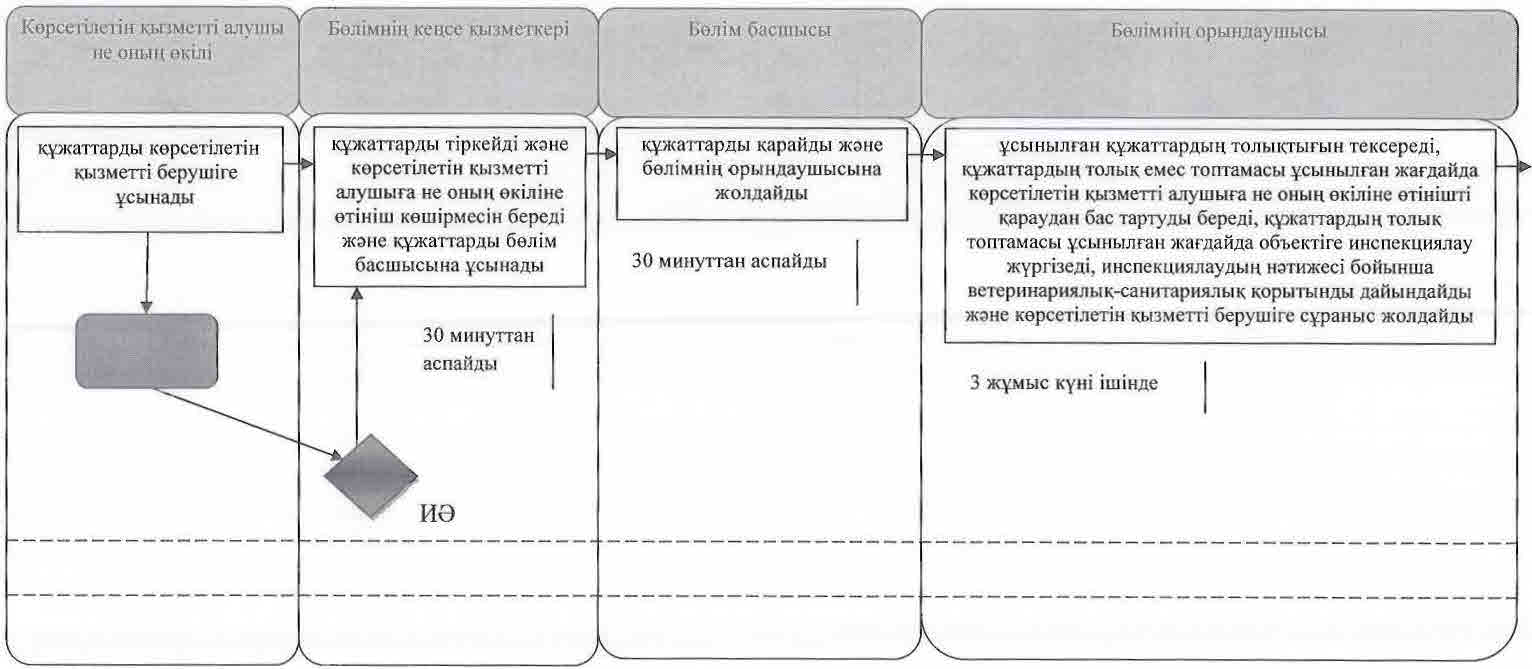 Көрсетілетін қызметті алушы
не оның өкілі
Бөлімнің кеңсе қызметкері
Бөлім басшысы
Бөлімнің орындаушысы
құжаттарды көрсетілетін
қызметті берушіге
ұсынады
құжаттарды тіркейді және
көрсетілетін қызметті
алушыға не оның өкіліне
өтініш көшірмесін береді
және құжаттарды бөлім
басшысына ұсынады
30 минуттан
аспайды
ИӘ
құжаттарды қарайды және
бөлімнің орындаушысына
жолдайды
30 минуттан аспайды
ұсынылған құжаттардың толықтығын тексереді,
құжаттардың толық емес топтамасы ұсынылған жағдайда
көрсетілетін қызметті алушыға не оның өкіліне өтінішті
қараудан бас тартуды береді, құжаттардың толық
топтамасы ұсынылған жағдайда объектіге инспекциялау
жүргізеді, инспекциялаудың нәтижесі бойынша
ветеринариялық-санитариялық қорытынды дайындайды
және көрсетілетін қызметті берушіге сұраныс жолдайды
3 жұмыс күні ішінде